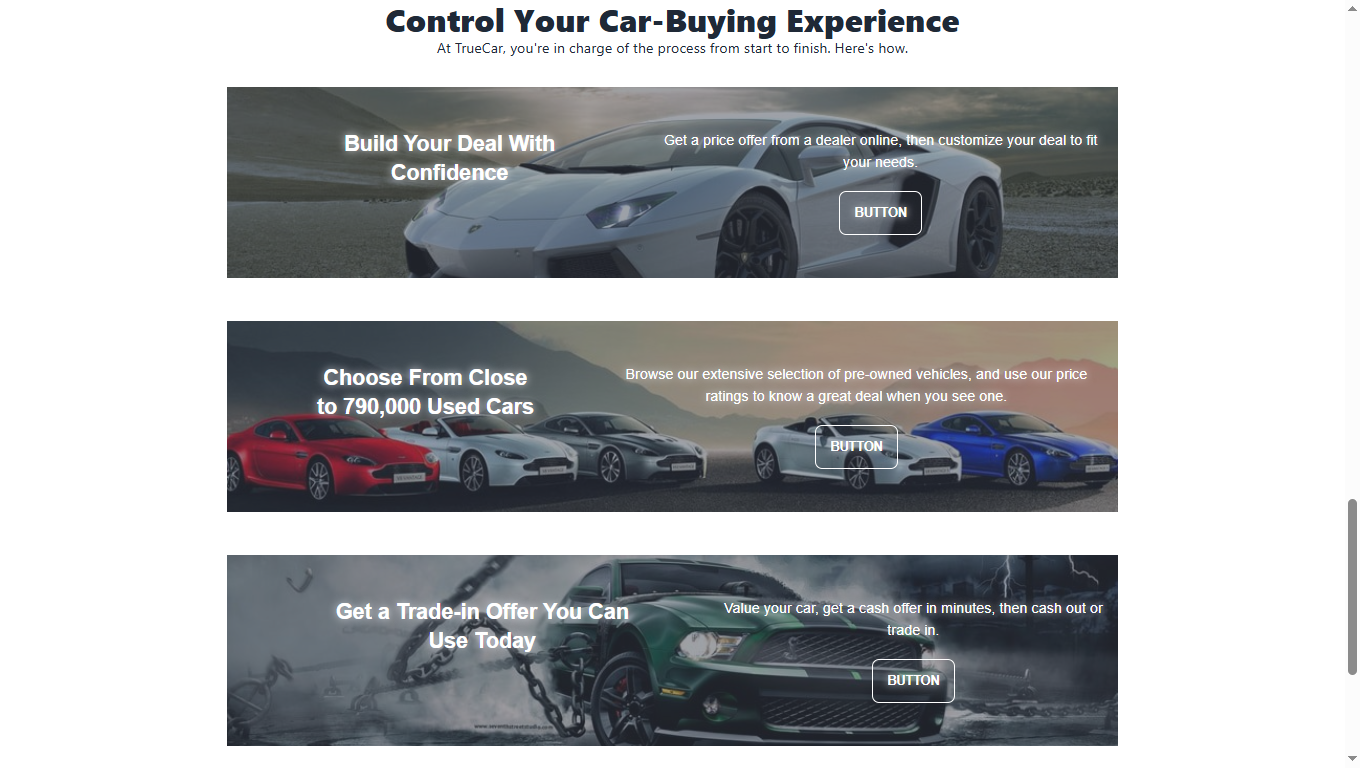 Control Your Car-Buying Experience
At TrueCar, you're in charge of the process from start to finish. Here's how.
Build Your Deal With
Confidence
Get a price offer from a dealer online, then customize your deal to fit
your needs.
BUTTON
Choose From Close
to 790,000 Used Cars
Browse our extensive selection of pre-owned vehicles, and use our price
ratings to know a great deal when you see one.
BUTTON
Get a Trade-in Offer You Can
Use Today
Value your car, get a cash offer in minutes, then cash out or
trade in.
BUTTON